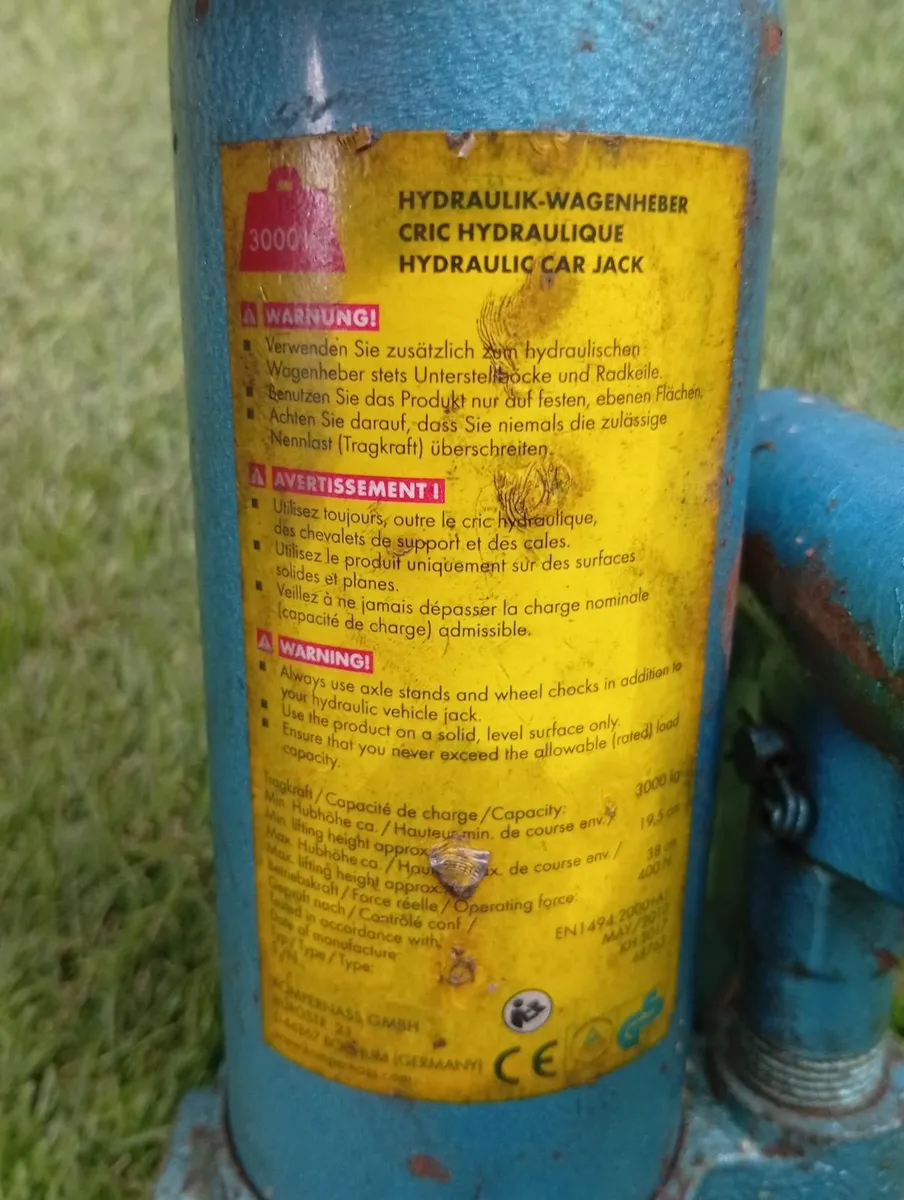 3000
HYDRAULIK-WAGENHEBER
CRIC HYDRAULIQUE
HYDRAULIC CAR JACK
WARNUNG!
Verwenden Sie zusätzlich zum hydraulischen
Wagenheber stets Unterstellböcke und Radkeile.
Benutzen Sie das Produkt nur auf festen, ebenen Flächen.
Achten Sie darauf, dass Sie niemals die zulässige
Nennlast (Tragkraft) überschreiten.
AVERTISSEMENT!
Utilisez toujours, outre le cric hydraulique,
des chevalets de support et des cales.
Utilisez le produit uniquement sur des surfaces
solides et planes.
Veillez à ne jamais dépasser la charge nominale
(capacité de charge) admissible.
WARNING!
Always use axle stands and wheel chocks in addition to
your hydraulic vehicle jack.
Use the product on a solid, level surface only.
Ensure that you never exceed the allowable (rated) load
capacity.
Tragkraft / Capacité de charge / Capacity: 3000 kg
Min. Hubhöhe ca. / Hauteur min. de course env. / 19,5 cm
Min. lifting height approx
Max. Hubhöhe ca. / Hau x. de course env. / 38 cm
Max. lifting height approx.
Betriebskraft / Force réelle / Operating force: 400 N
Geprüft nach / Contrôlé conf /
Tested in accordance with: EN1494:2000+A1
Date of manufacture: MAY/2012
Typ / Type / Type:
KOMPERNASS GMBH
BURGSTR. 21
BOCHUM (GERMANY)
CE
GS